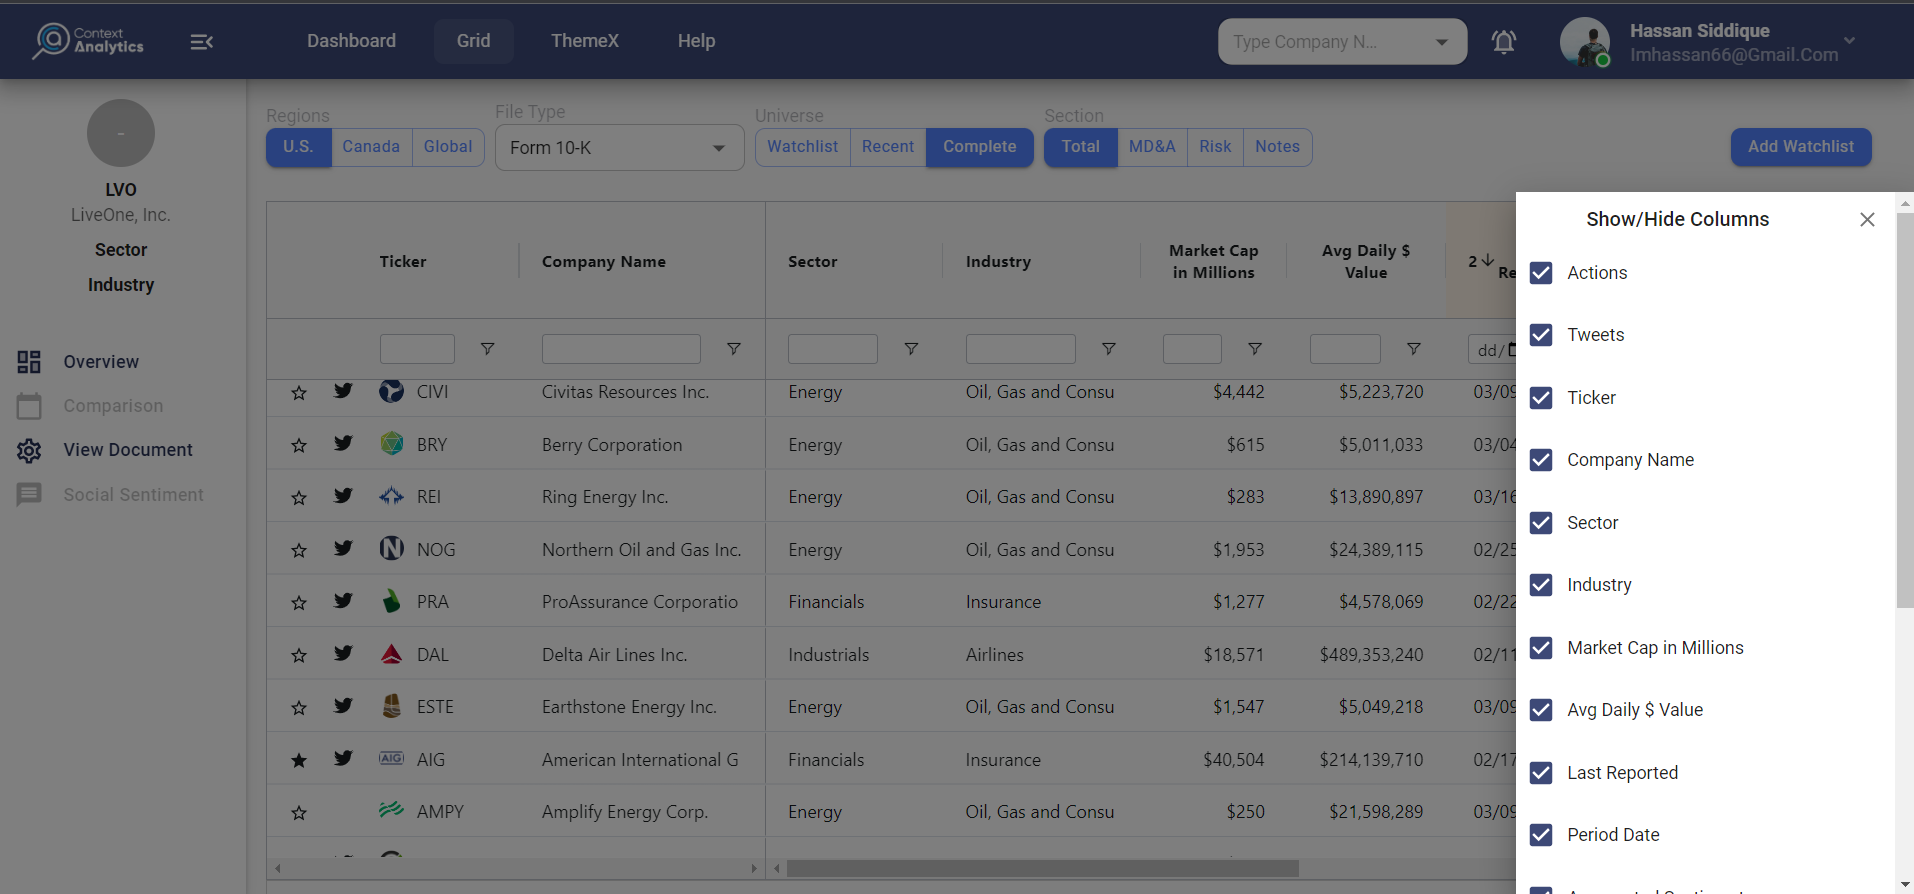 Context
Analytics
Dashboard
Grid
ThemeX
Help
Type Company N...
Hassan Siddique
Imhassan66@Gmail.Com
-
LVO
LiveOne, Inc.
Sector
Industry
Overview
Comparison
View Document
Social Sentiment
Regions
U.S.
Canada
Global
File Type
Form 10-K
Universe
Watchlist
Recent
Complete
Section
Total
MD&A
Risk
Notes
Add Watchlist
Ticker
Company Name
Sector
Industry
Market Cap
in Millions
Avg Daily $
Value
2
Re
dd/
CIVI Civitas Resources Inc. Energy Oil, Gas and Consu $4,442 $5,223,720 03/09
BRY Berry Corporation Energy Oil, Gas and Consu $615 $5,011,033 03/04
REI Ring Energy Inc. Energy Oil, Gas and Consu $283 $13,890,897 03/16
NOG Northern Oil and Gas Inc. Energy Oil, Gas and Consu $1,953 $24,389,115 02/25
PRA ProAssurance Corporatio Financials Insurance $1,277 $4,578,069 02/22
DAL Delta Air Lines Inc. Industrials Airlines $18,571 $489,353,240 02/11
ESTE Earthstone Energy Inc. Energy Oil, Gas and Consu $1,547 $5,049,218 03/09
AIG AIG American International G Financials Insurance $40,504 $214,139,710 02/17
AMPY Amplify Energy Corp. Energy Oil, Gas and Consu $250 $21,598,289 03/09
Show/Hide Columns
Actions
Tweets
Ticker
Company Name
Sector
Industry
Market Cap in Millions
Avg Daily $ Value
Last Reported
Period Date